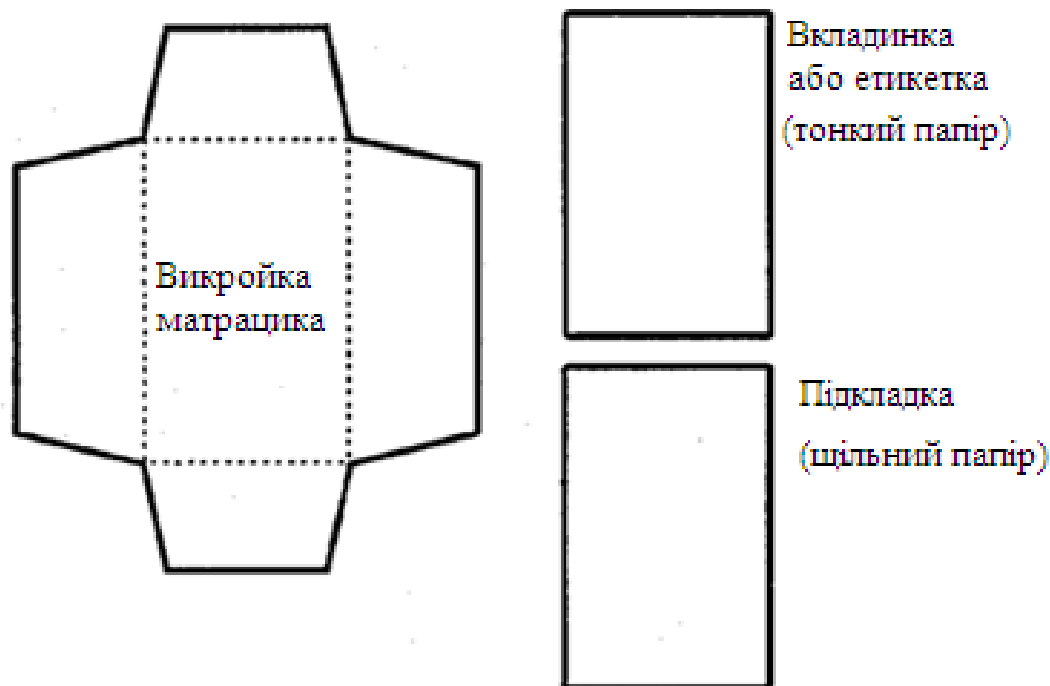 Викройка
матрацика
Вкладинка
або етикетка
(тонкий папір)
Підкладка
(щільний папір)